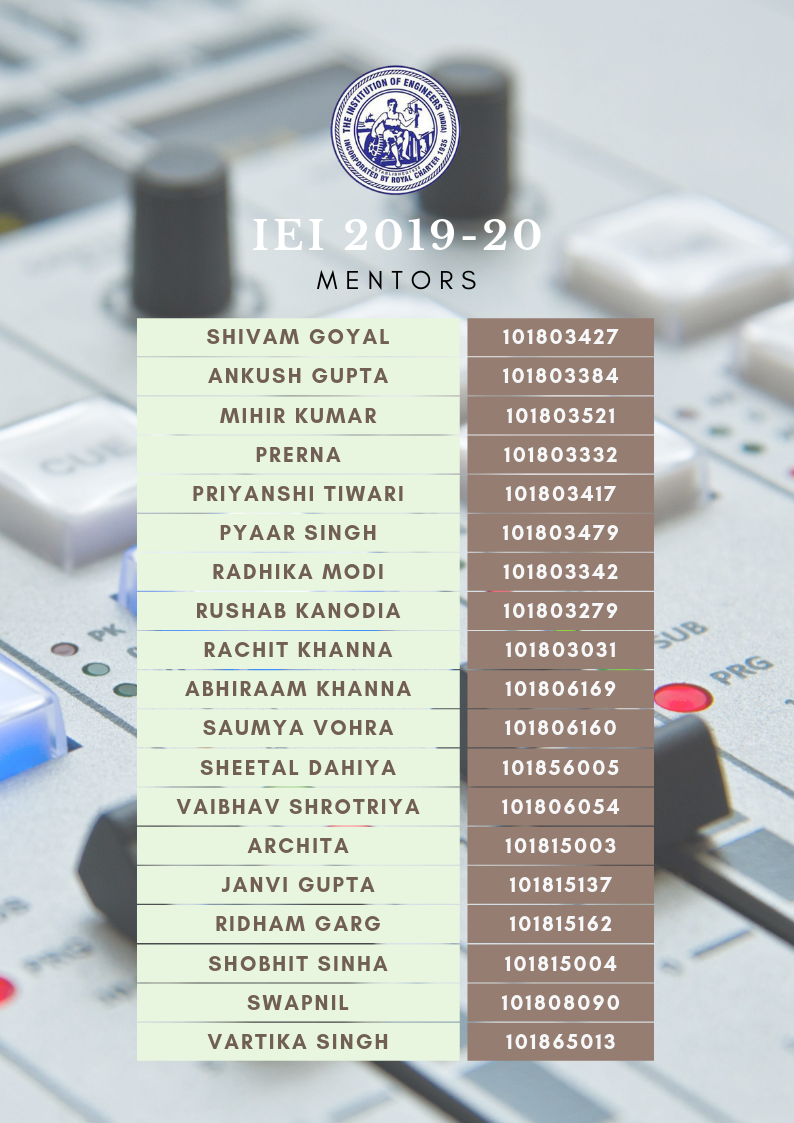 THE INSTITUTION OF ENGINEERS (INDIA)
ESTABLISHED 1920
INCORPORATED BY ROYAL CHARTER 1935
IEI 2019-20
MENTORS
SHIVAM GOYAL 101803427
ANKUSH GUPTA 101803384
MIHIR KUMAR 101803521
PRERNA 101803332
PRIYANSHI TIWARI 101803417
PYAAR SINGH 101803479
RADHIKA MODI 101803342
RUSHAB KANODIA 101803279
RACHIT KHANNA 101803031
ABHIRAAM KHANNA 101806169
SAUMYA VOHRA 101806160
SHEETAL DAHIYA 101856005
VAIBHAV SHROTRIYA 101806054
ARCHITA 101815003
JANVI GUPTA 101815137
RIDHAM GARG 101815162
SHOBHIT SINHA 101815004
SWAPNIL 101808090
VARTIKA SINGH 101865013
CUE
PK
SUB
PRG
PRG